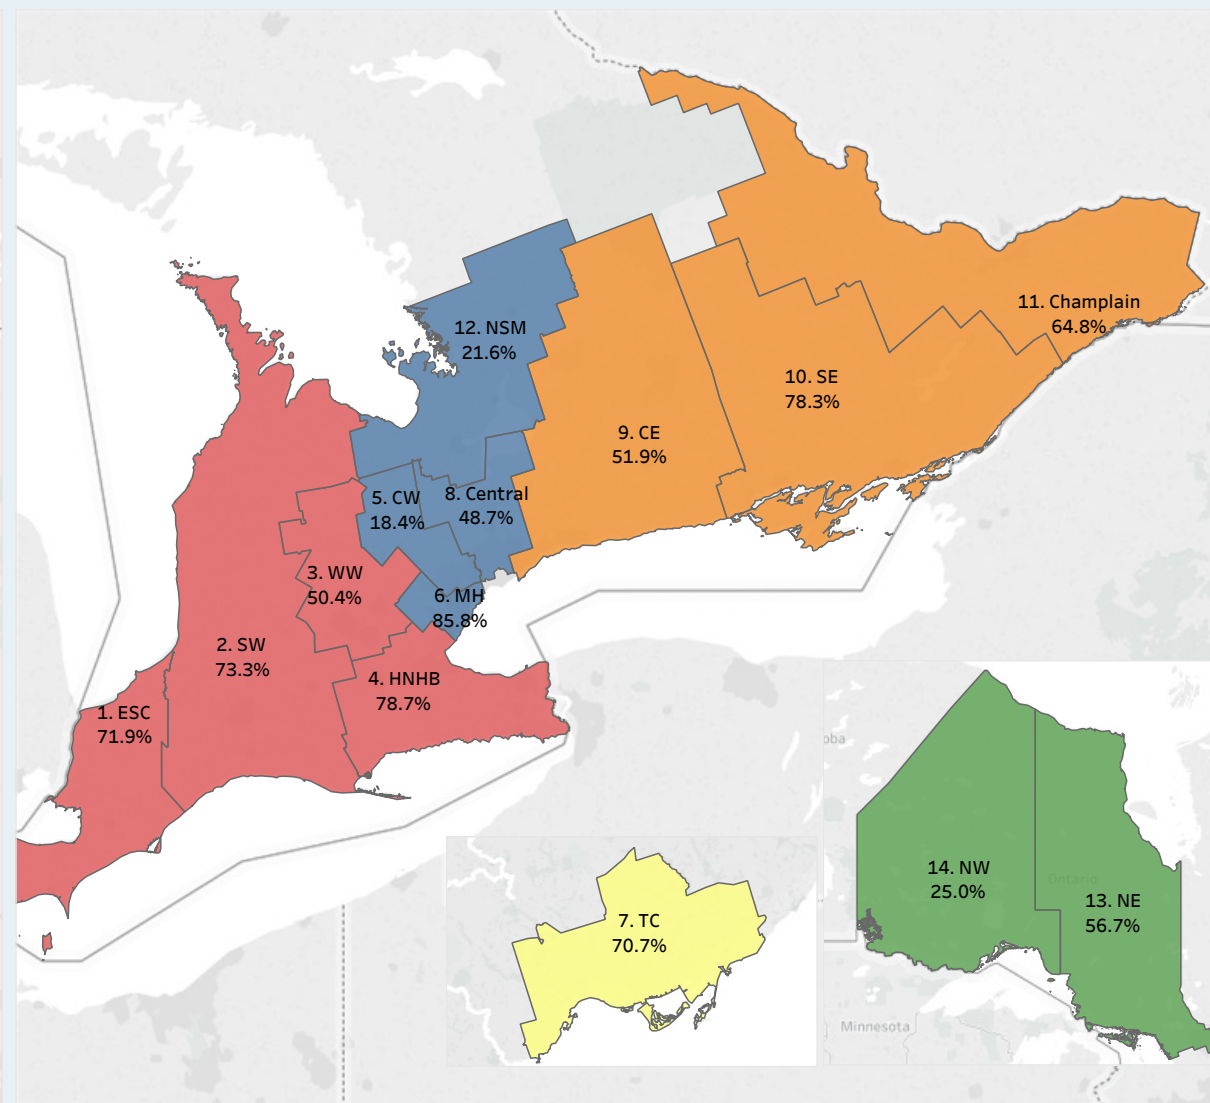 12. NSM
21.6%
11. Champlain
64.8%
10. SE
78.3%
9. CE
51.9%
5. CW
18.4%
8. Central
48.7%
3. WW
50.4%
6. MH
85.8%
2. SW
73.3%
4. HNHB
78.7%
1. ESC
71.9%
oba
14. NW
25.0%
Ontario
13. NE
56.7%
7. TC
70.7%
Minnesota